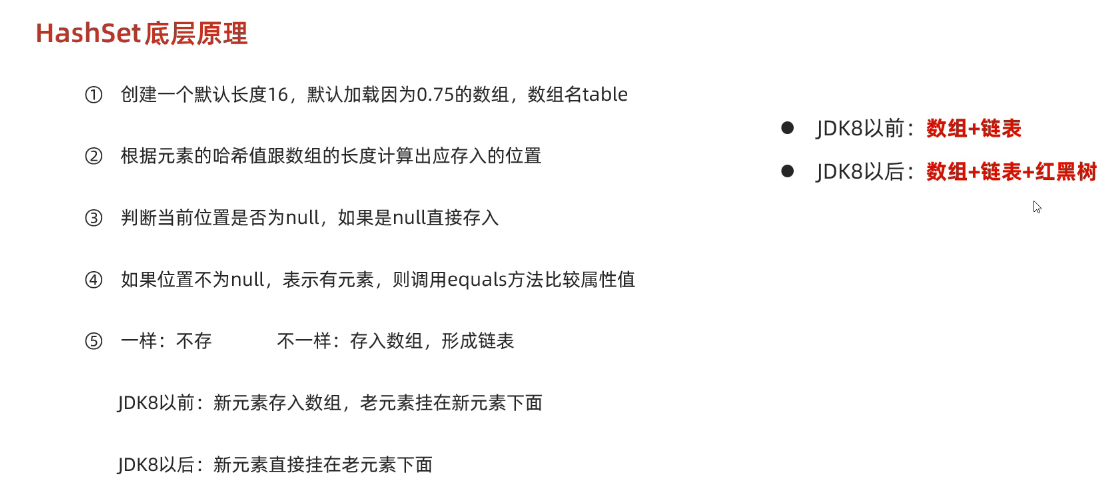 HashSet底层原理
① 创建一个默认长度16，默认加载因为0.75的数组，数组名table
② 根据元素的哈希值跟数组的长度计算出应存入的位置
③ 判断当前位置是否为null，如果是null直接存入
④ 如果位置不为null，表示有元素，则调用equals方法比较属性值
⑤ 一样：不存 不一样：存入数组，形成链表
JDK8以前：新元素存入数组，老元素挂在新元素下面
JDK8以后：新元素直接挂在老元素下面
● JDK8以前：数组+链表
● JDK8以后：数组+链表+红黑树